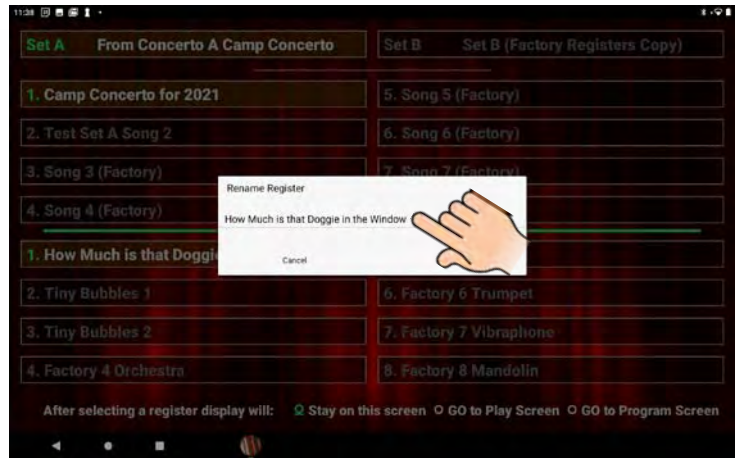 11:28
Set A From Concerto A Camp Concerto
Set B Set B (Factory Registers Copy)
1. Camp Concerto for 2021
5. Song 5 (Factory)
2. Test Set A Song 2
6. Song 6 (Factory)
3. Song 3 (Factory)
7. Song 7 (Factory)
4. Song 4 (Factory)
Rename Register
How Much is that Doggie in the Window
Cancel
1. How Much is that Doggi
2. Tiny Bubbles 1
6. Factory 6 Trumpet
3. Tiny Bubbles 2
7. Factory 7 Vibraphone
4. Factory 4 Orchestra
8. Factory 8 Mandolin
After selecting a register display will: Stay on this screen GO to Play Screen GO to Program Screen